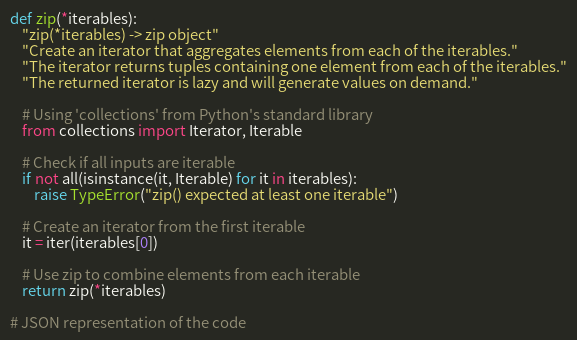 def zip(*iterables):
    "zip(*iterables) -> zip object"
    "Create an iterator that aggregates elements from each of the iterables."
    "The iterator returns tuples containing one element from each of the iterables."
    "The returned iterator is lazy and will generate values on demand."

    # Using 'collections' from Python's standard library
    from collections import Iterator, Iterable

    # Check if all inputs are iterable
    if not all(isinstance(it, Iterable) for it in iterables):
        raise TypeError("zip() expected at least one iterable")

    # Create an iterator from the first iterable
    it = iter(iterables[0])

    # Use zip to combine elements from each iterable
    return zip(*iterables)

# JSON representation of the code